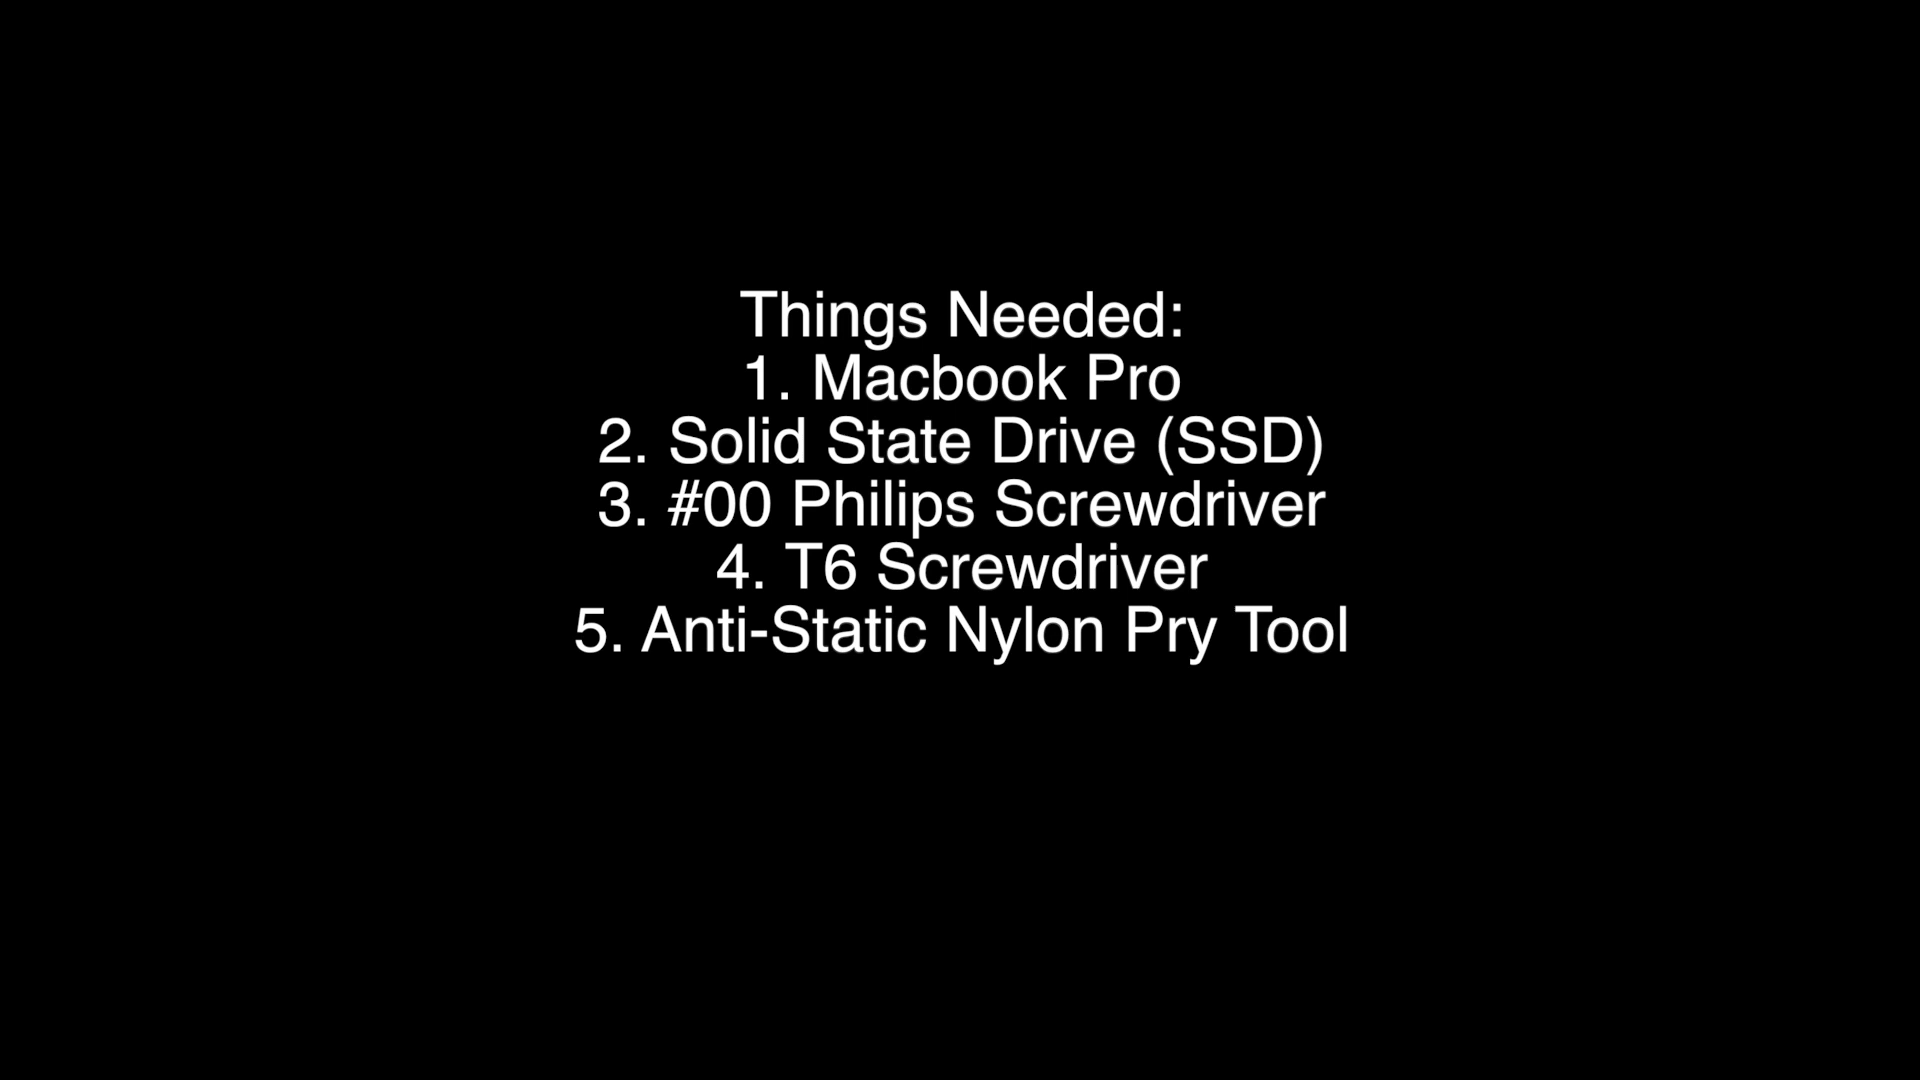 Things Needed:
1. Macbook Pro
2. Solid State Drive (SSD)
3. #00 Philips Screwdriver
4. T6 Screwdriver
5. Anti-Static Nylon Pry Tool